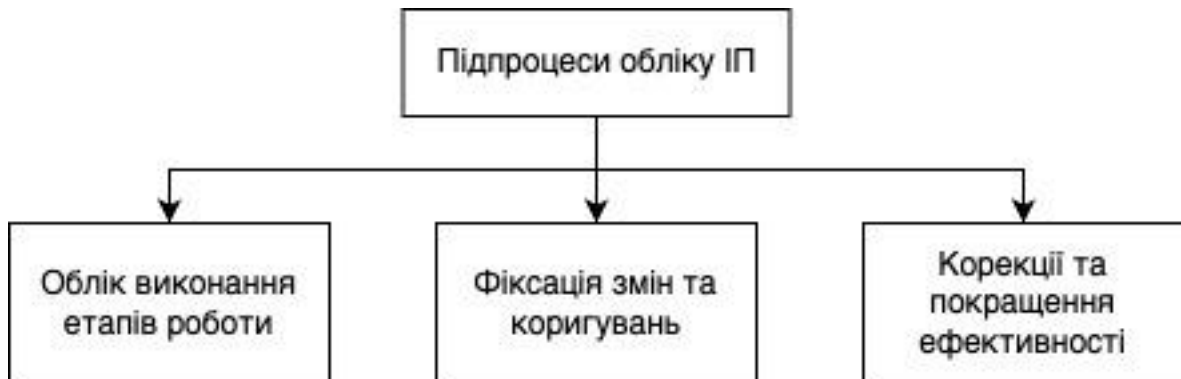 Підпроцеси обліку ІП
Облік виконання
етапів роботи
Фіксація змін та
коригувань
Корекції та
покращення
ефективності